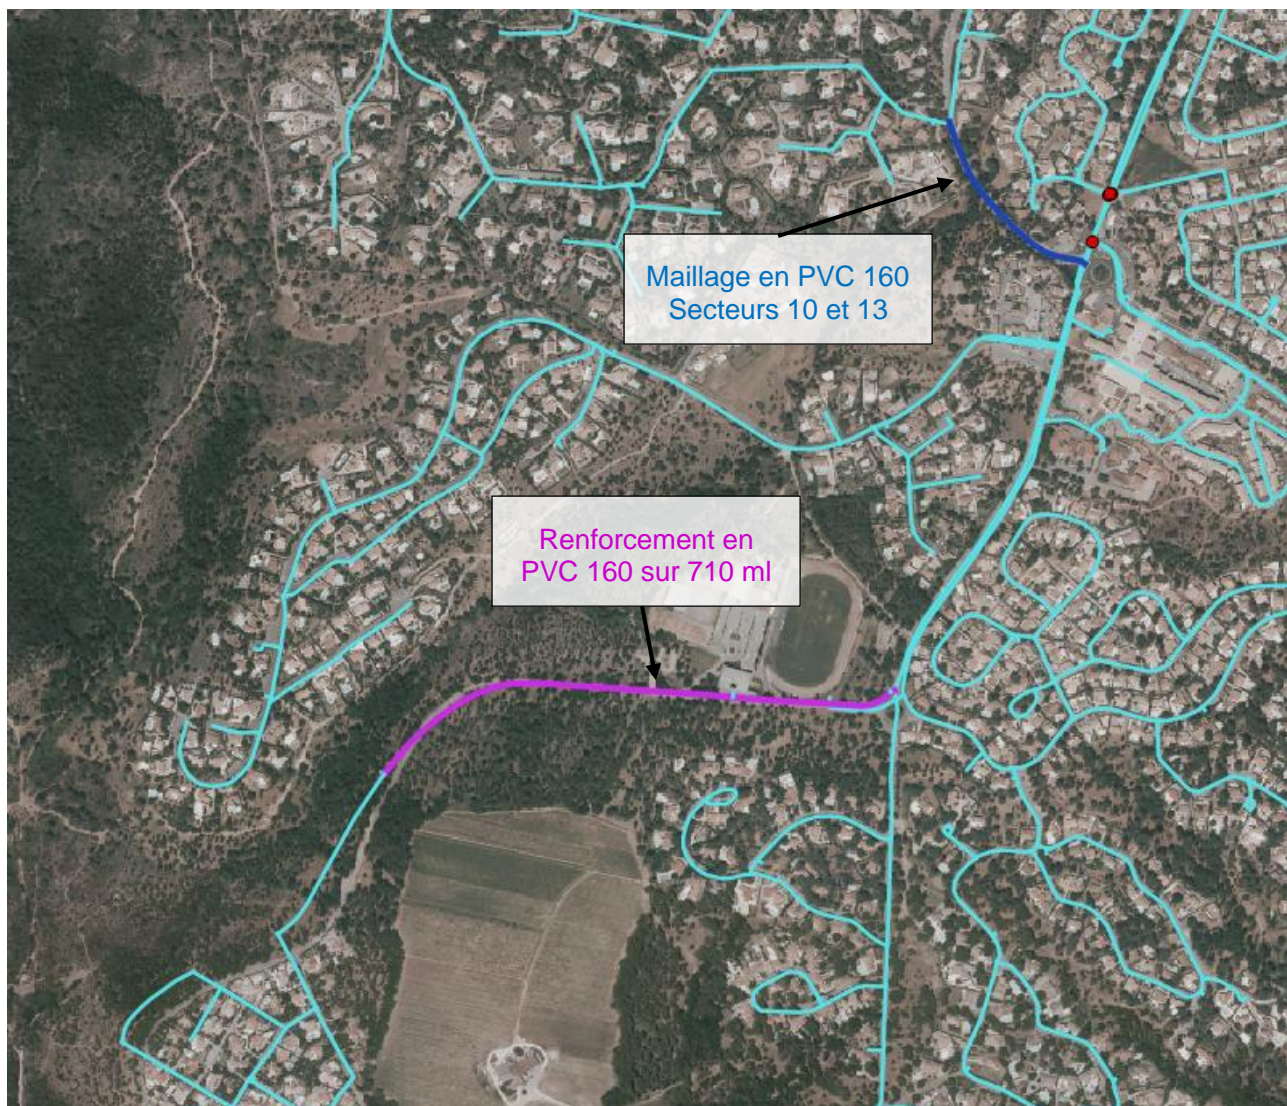 Maillage en PVC 160
Secteurs 10 et 13
Renforcement en
PVC 160 sur 710 ml